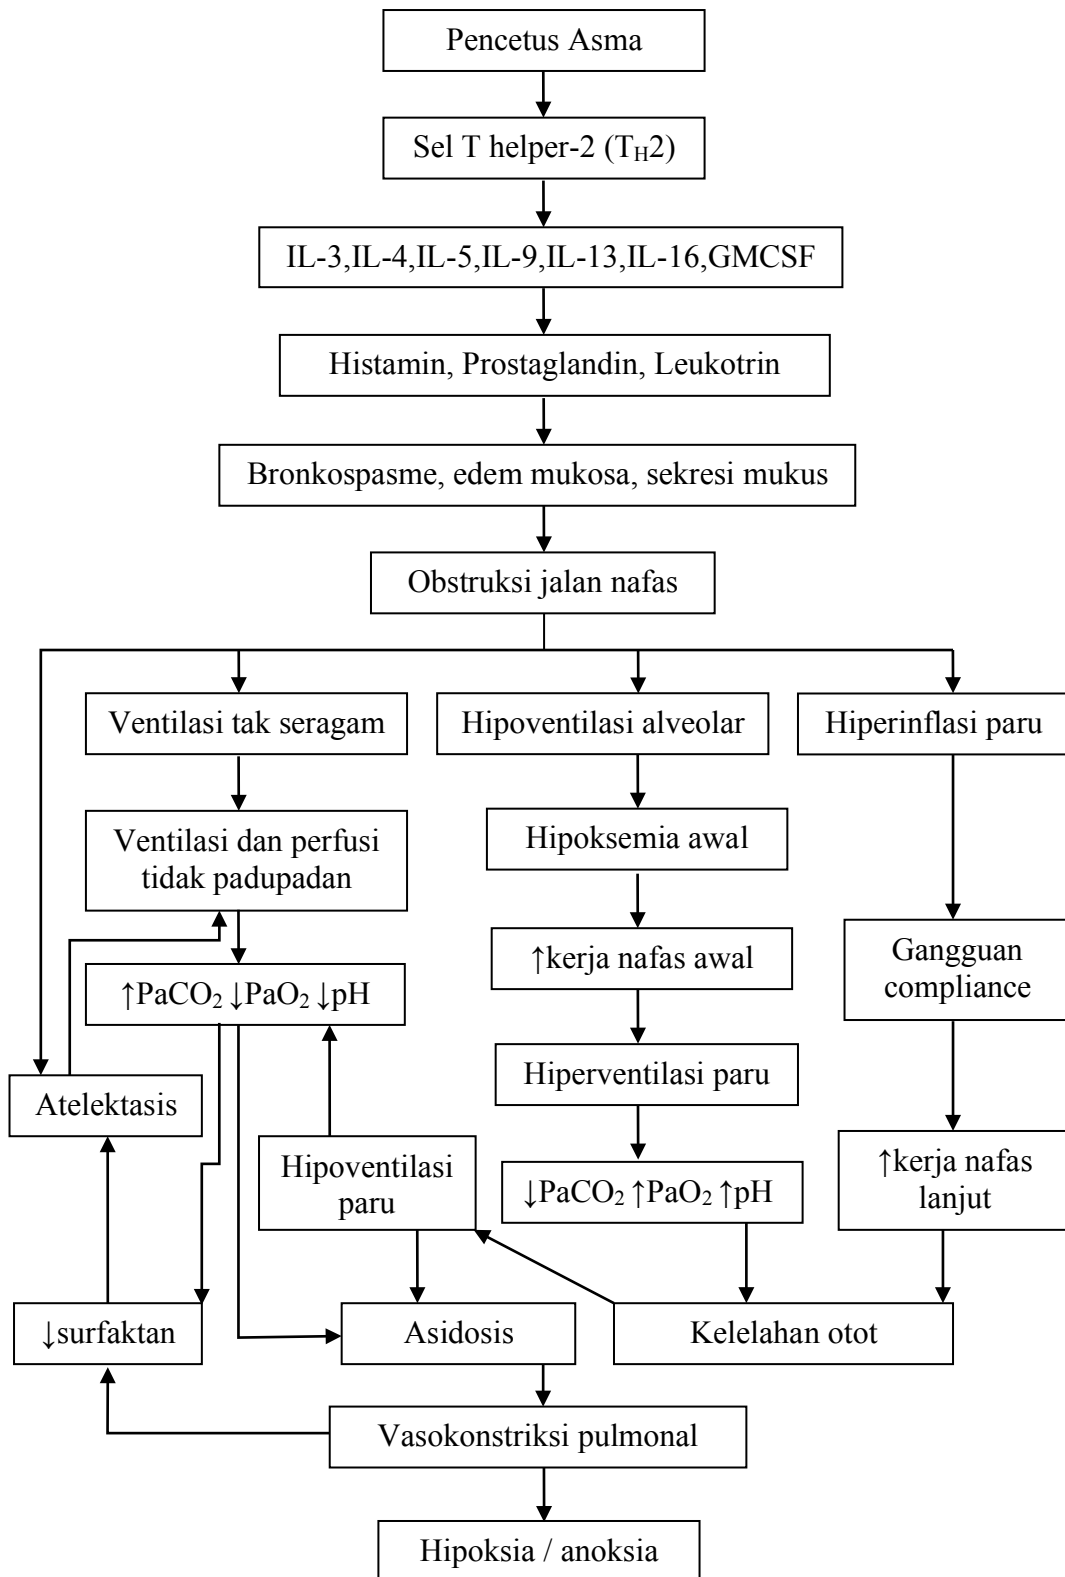 Pencetus Asma
Sel T helper-2 (T_H2)
IL-3,IL-4,IL-5,IL-9,IL-13,IL-16,GMCSF
Histamin, Prostaglandin, Leukotrin
Bronkospasme, edem mukosa, sekresi mukus
Obstruksi jalan nafas
Ventilasi tak seragam
Hipoventilasi alveolar
Hiperinflasi paru
Ventilasi dan perfusi
tidak padupadan
Hipoksemia awal
↑kerja nafas awal
Gangguan
compliance
↑PaCO₂ ↓PaO₂ ↓pH
Hiperventilasi paru
Atelektasis
Hipoventilasi
paru
↓PaCO₂ ↑PaO₂ ↑pH
↑kerja nafas
lanjut
↓surfaktan
Asidosis
Kelelahan otot
Vasokonstriksi pulmonal
Hipoksia / anoksia